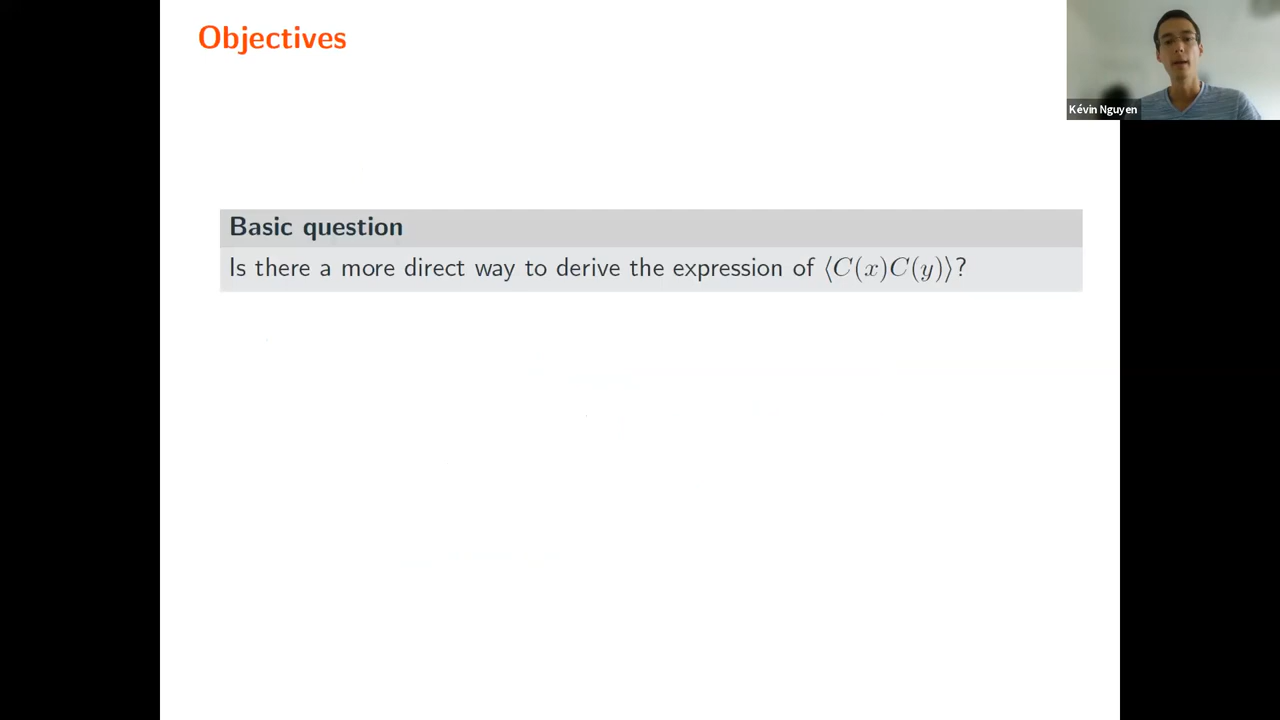 Objectives
Kévin Nguyen
Basic question
Is there a more direct way to derive the expression of ⟨C(x)C(y)⟩?